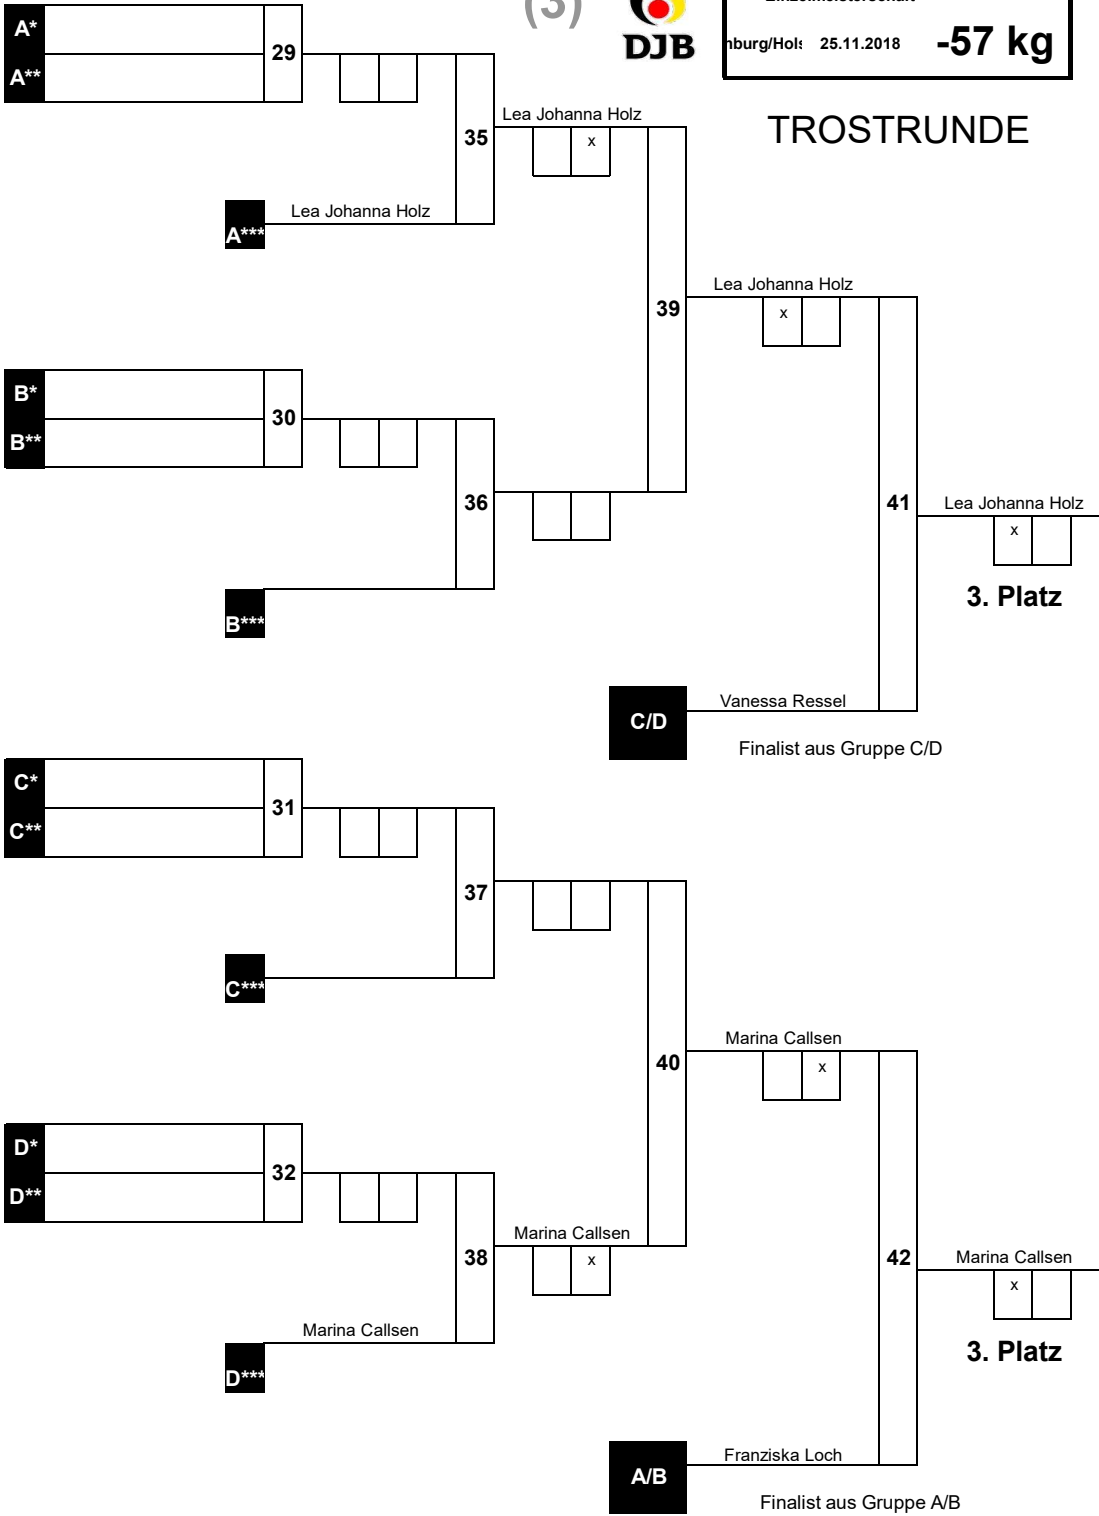 (3)
DJB
25.11.2018 -57 kg
TROSTRUNDE
A*
A**
29
35
Lea Johanna Holz
x
A***
Lea Johanna Holz
39
Lea Johanna Holz
x
B*
B**
30
36
B***
41
Lea Johanna Holz
x
3. Platz
C/D
Vanessa Ressel
Finalist aus Gruppe C/D
C*
C**
31
37
C***
40
Marina Callsen
x
D*
D**
32
38
Marina Callsen
x
Marina Callsen
D***
42
Marina Callsen
x
3. Platz
A/B
Franziska Loch
Finalist aus Gruppe A/B